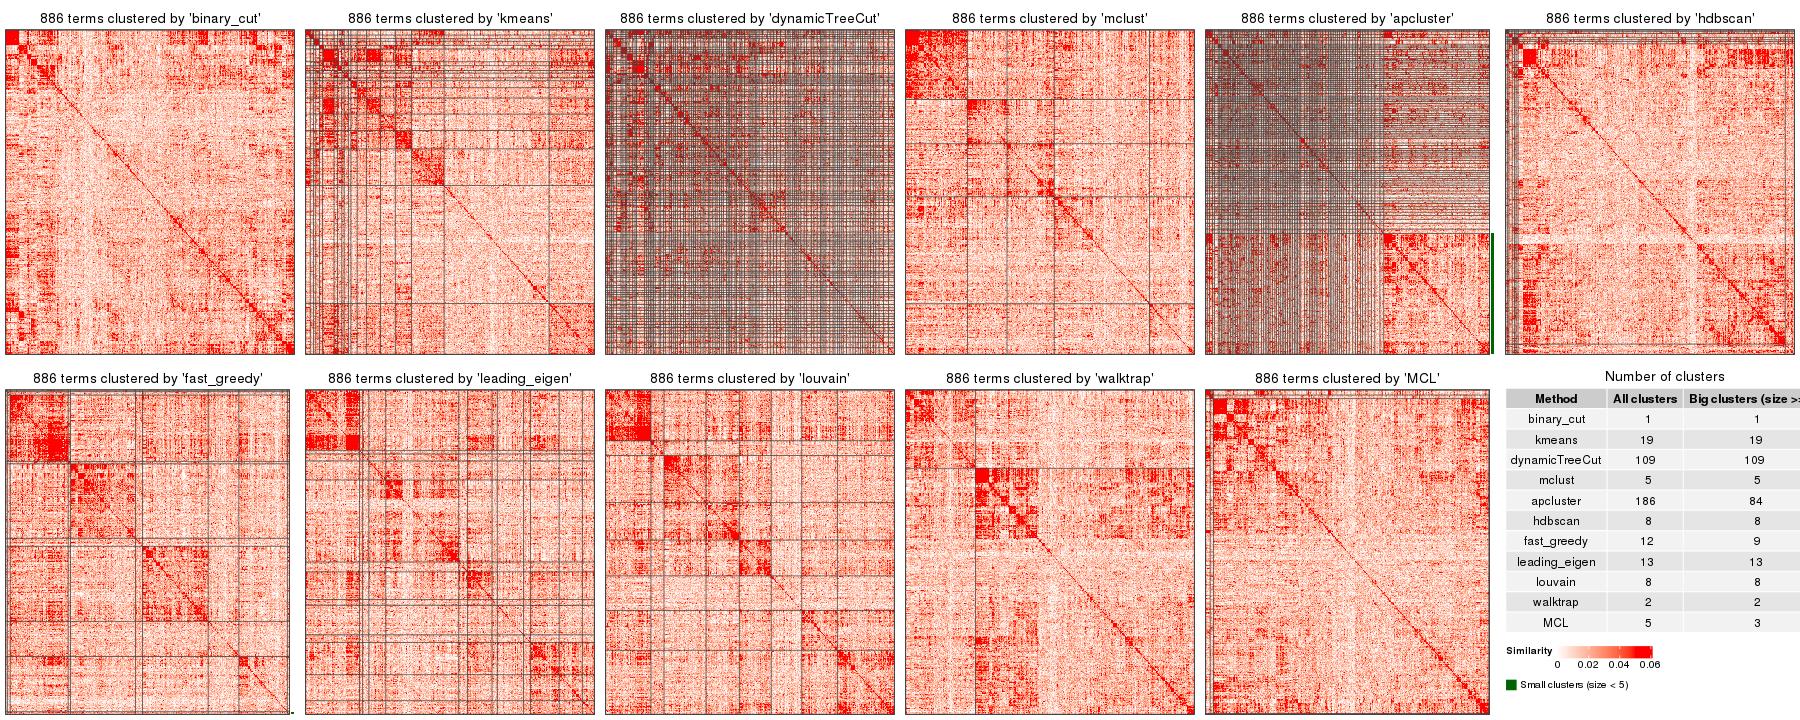 886 terms clustered by 'binary_cut'
886 terms clustered by 'kmeans'
886 terms clustered by 'dynamicTreeCut'
886 terms clustered by 'mclust'
886 terms clustered by 'apcluster'
886 terms clustered by 'hdbscan'
886 terms clustered by 'fast_greedy'
886 terms clustered by 'leading_eigen'
886 terms clustered by 'louvain'
886 terms clustered by 'walktrap'
886 terms clustered by 'MCL'
Number of clusters
Method All clusters Big clusters (size >
binary_cut 1 1
kmeans 19 19
dynamicTreeCut 109 109
mclust 5 5
apcluster 186 84
hdbscan 8 8
fast_greedy 12 9
leading_eigen 13 13
louvain 8 8
walktrap 2 2
MCL 5 3
Similarity
0 0.02 0.04 0.06
Small clusters (size < 5)